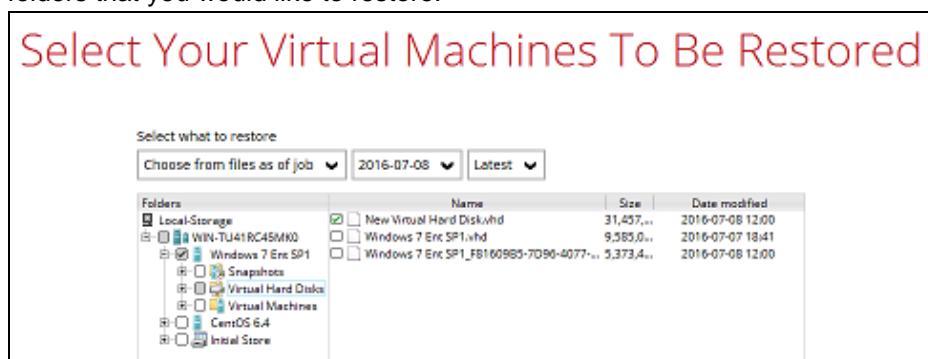 folders that you would like to restore.
Select Your Virtual Machines To Be Restored
Select what to restore
Choose from files as of job 2016-07-08 Latest
Folders Name Size Date modified
Local-Storage New Virtual Hard Disk.vhd 31,457,... 2016-07-08 12:00
WIN-TU41RC45MK0 Windows 7 Ent SP1.vhd 9,585,0... 2016-07-07 18:41
Windows 7 Ent SP1 Windows 7 Ent SP1_F8160985-7D96-4077-... 5,373,4... 2016-07-08 12:00
Snapshots
Virtual Hard Disks
Virtual Machines
CentOS 6.4
Initial Store